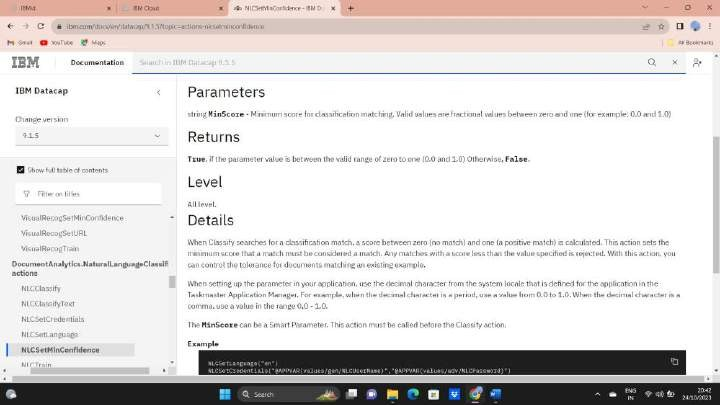 IBMid
IBM Cloud
NLCSetMinConfidence - IBM Do
ibm.com/docs/en/datacap/9.1.5?topic=actions-nlcsetminconfidence
Gmail
YouTube
Maps
All Bookmarks
IBM
Documentation
Search in IBM Datacap 9.1.5
IBM Datacap
Change version
9.1.5
Show full table of contents
Filter on titles
VisualRecogSetMinConfidence
VisualRecogSetURL
VisualRecogTrain
DocumentAnalytics.NaturalLanguageClassifi
actions
NLCClassify
NLCClassifyText
NLCSetCredentials
NLCSetLanguage
NLCSetMinConfidence
NLCTrain
Parameters
string MinScore - Minimum score for classification matching. Valid values are fractional values between zero and one (for example: 0.0 and 1.0)
Returns
True, if the parameter value is between the valid range of zero to one (0.0 and 1.0) Otherwise, False.
Level
All level.
Details
When Classify searches for a classification match, a score between zero (no match) and one (a positive match) is calculated. This action sets the
minimum score that a match must be considered a match. Any matches with a score less than the value specified is rejected. With this action, you
can control the tolerance for documents matching an existing example.
When setting up the parameter in your application, use the decimal character from the system locale that is defined for the application in the
Taskmaster Application Manager. For example, when the decimal character is a period, use a value from 0.0 to 1.0. When the decimal character is a
comma, use a value in the range 0,0 - 1,0.
The MinScore can be a Smart Parameter. This action must be called before the Classify action.
Example
NLCSetLanguage("en")
NLCSetCredentials("@APPVAR(values/gen/NLCUserName)","@APPVAR(values/adv/NLCPassword)")
Search
ENG
IN
20:42
24/10/2023